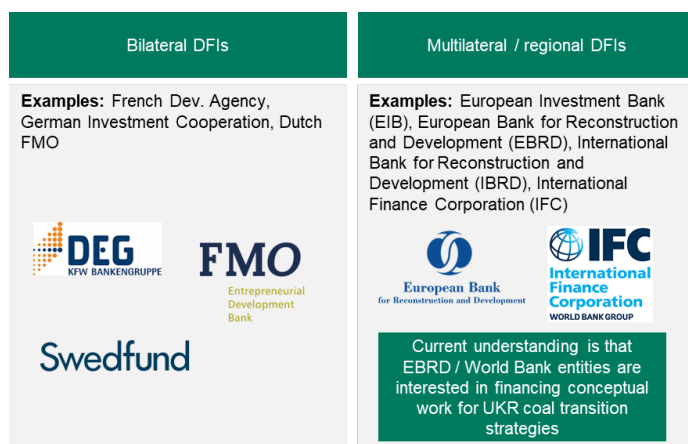 Bilateral DFIs
Examples: French Dev. Agency,
German Investment Cooperation, Dutch
FMO
DEG
KFW BANKENGRUPPE
FMO
Entrepreneurial
Development
Bank
Swedfund
Multilateral / regional DFIs
Examples: European Investment Bank
(EIB), European Bank for Reconstruction
and Development (EBRD), International
Bank for Reconstruction and
Development (IBRD), International
Finance Corporation (IFC)
European Bank
for Reconstruction and Development
IFC
International
Finance
Corporation
WORLD BANK GROUP
Current understanding is that
EBRD / World Bank entities are
interested in financing conceptual
work for UKR coal transition
strategies